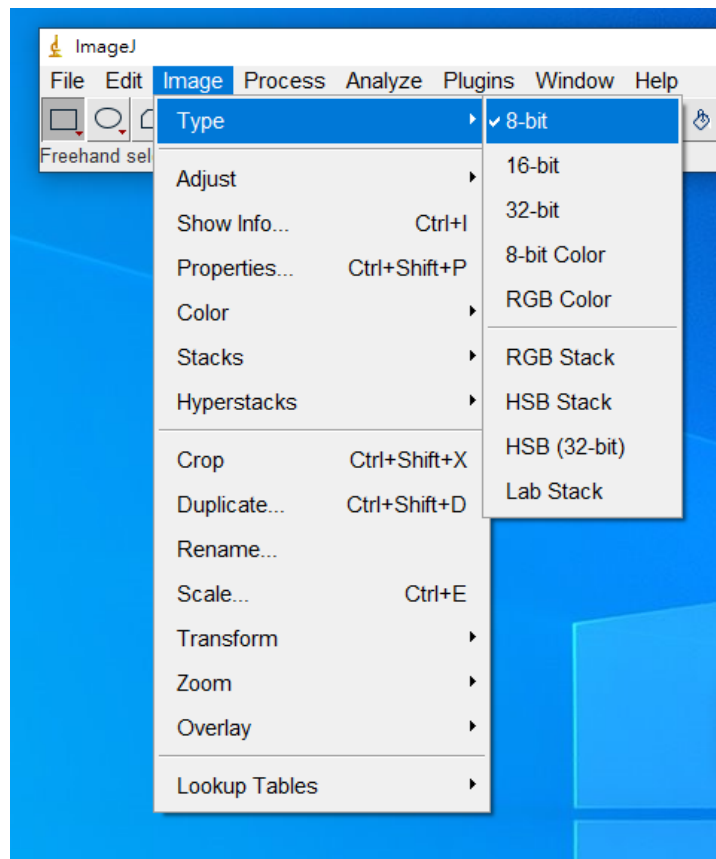 ImageJ
File Edit Image Process Analyze Plugins Window Help
Freehand sel
Type
Adjust
Show Info... Ctrl+I
Properties... Ctrl+Shift+P
Color
Stacks
Hyperstacks
Crop Ctrl+Shift+X
Duplicate... Ctrl+Shift+D
Rename...
Scale... Ctrl+E
Transform
Zoom
Overlay
Lookup Tables
8-bit
16-bit
32-bit
8-bit Color
RGB Color
RGB Stack
HSB Stack
HSB (32-bit)
Lab Stack